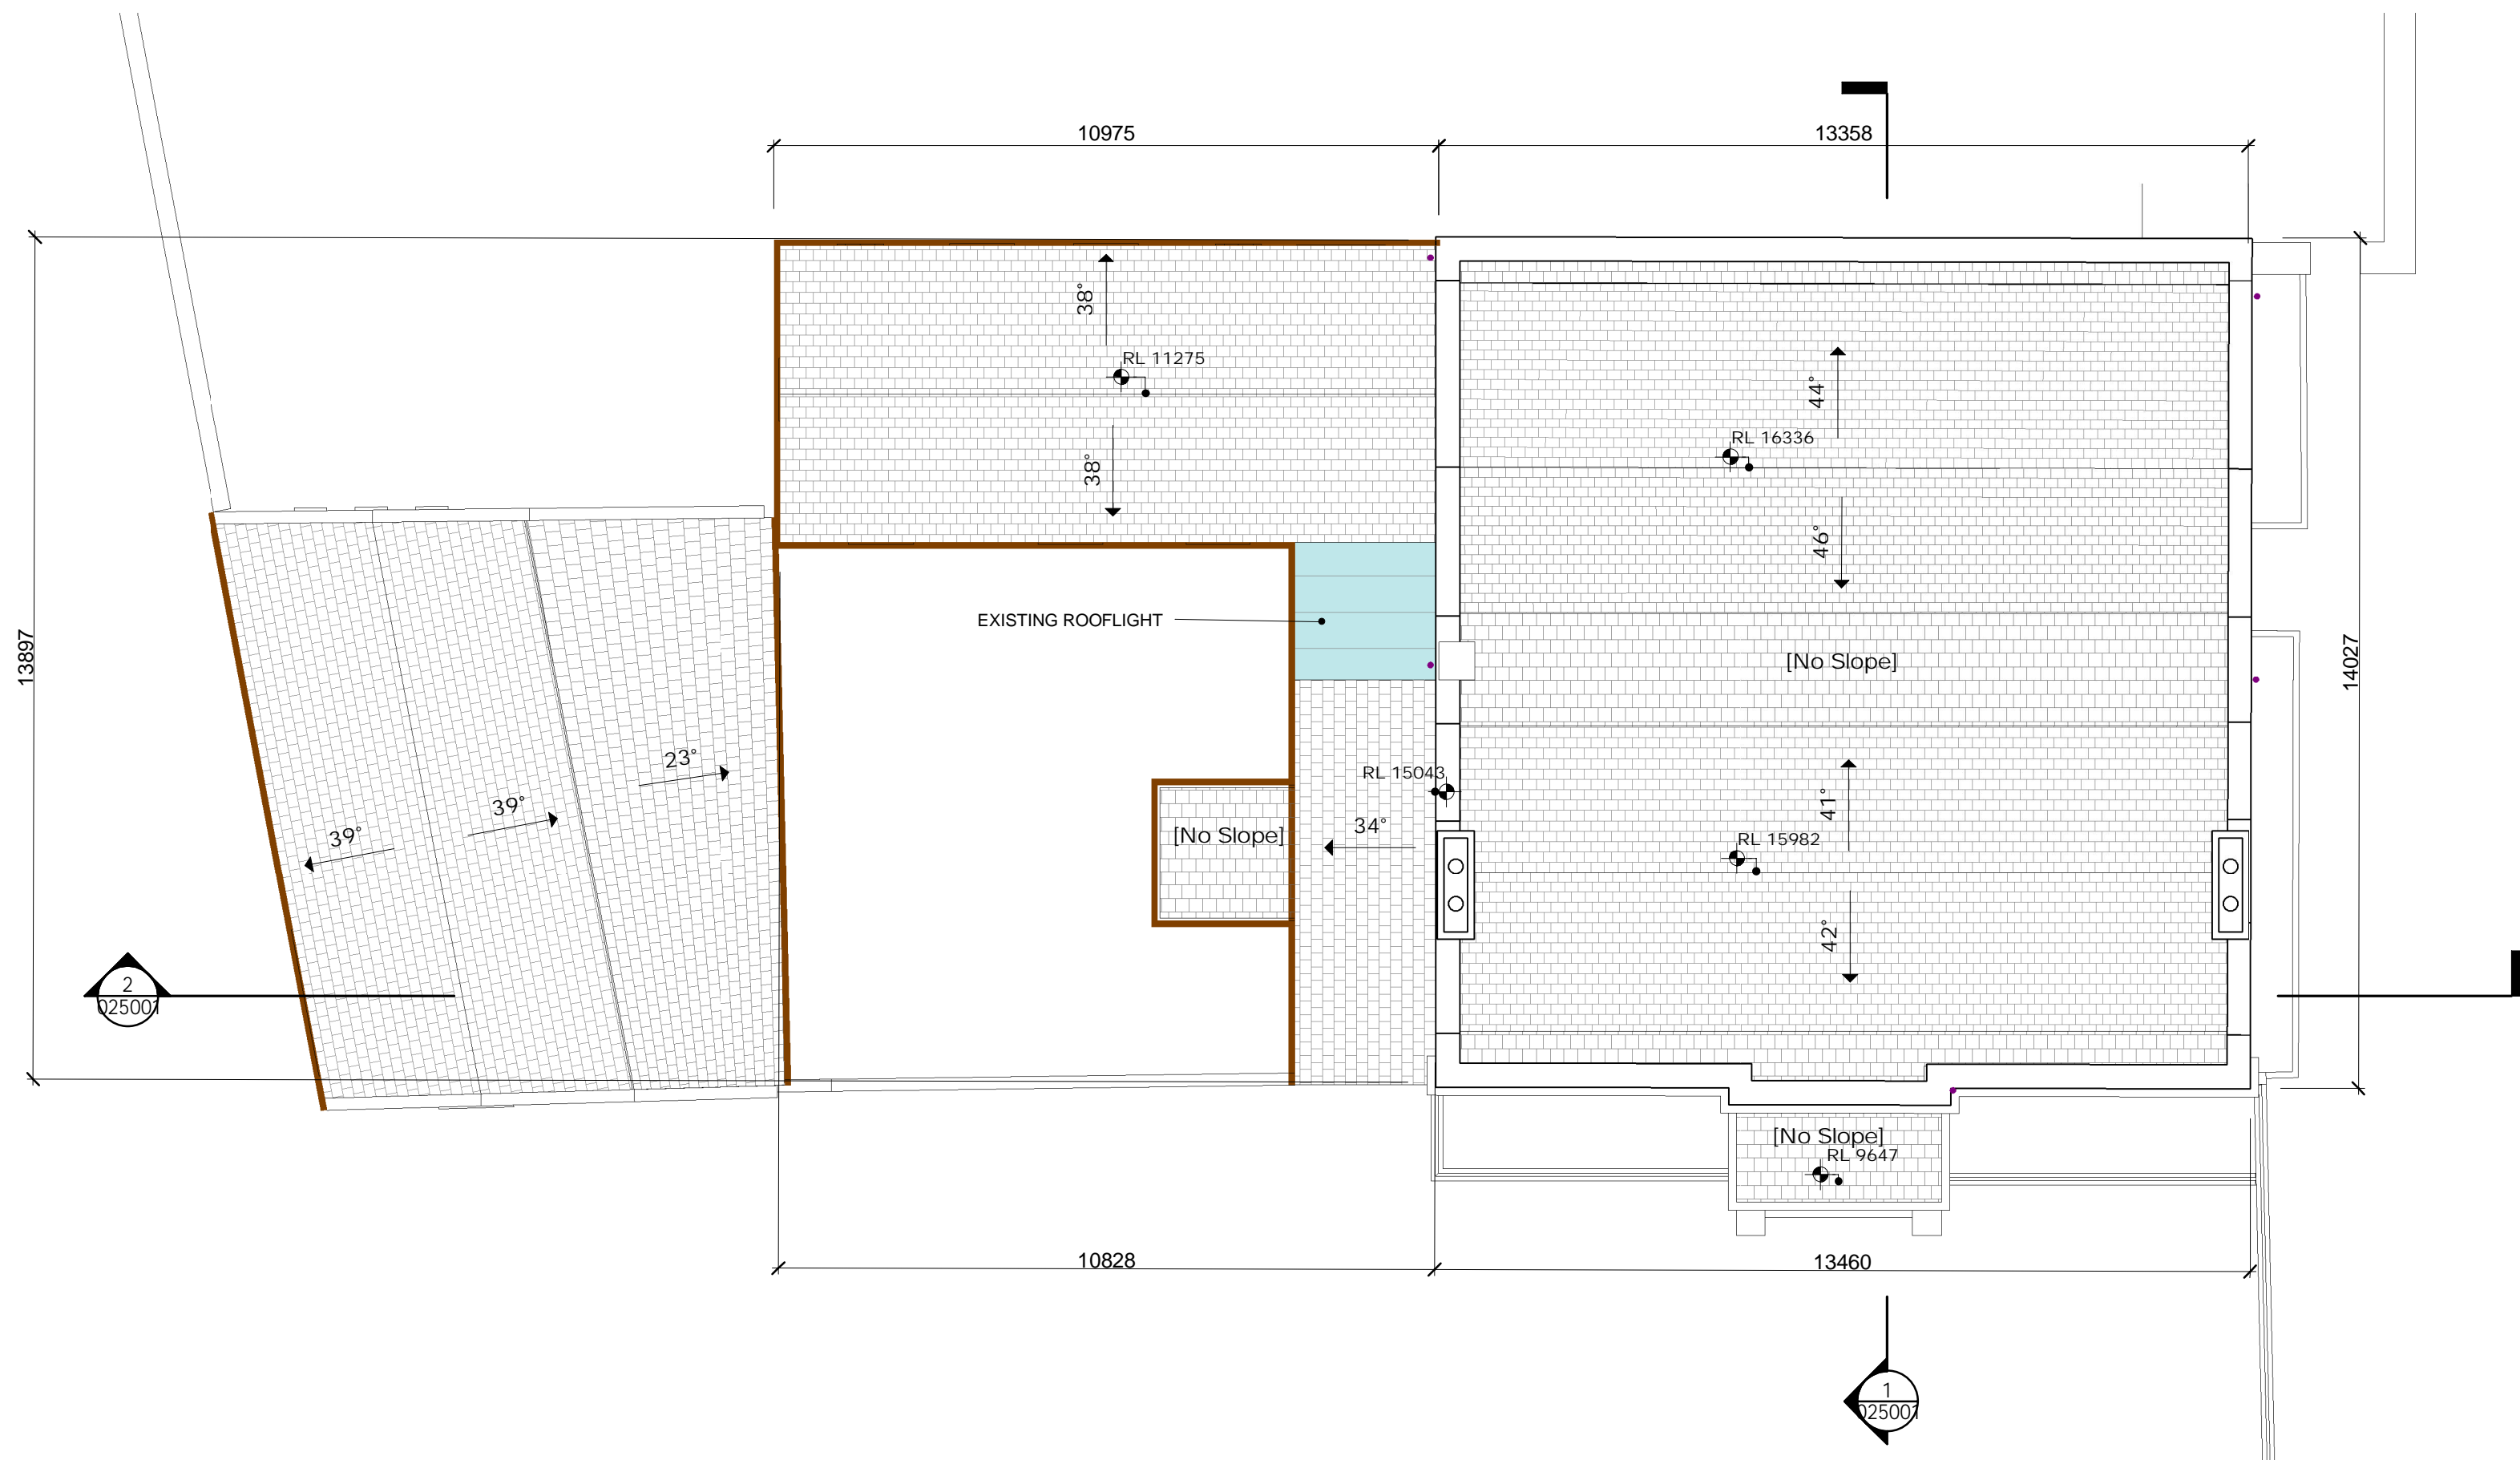 10975
13358
38°
RL 11275
44°
RL 16336
38°
46°
EXISTING ROOFLIGHT
13897
[No Slope]
14027
23°
RL 15043
39°
41°
39°
[No Slope]
34°
RL 15982
42°
2
025001
[No Slope]
RL 9647
10828
13460
1
025001